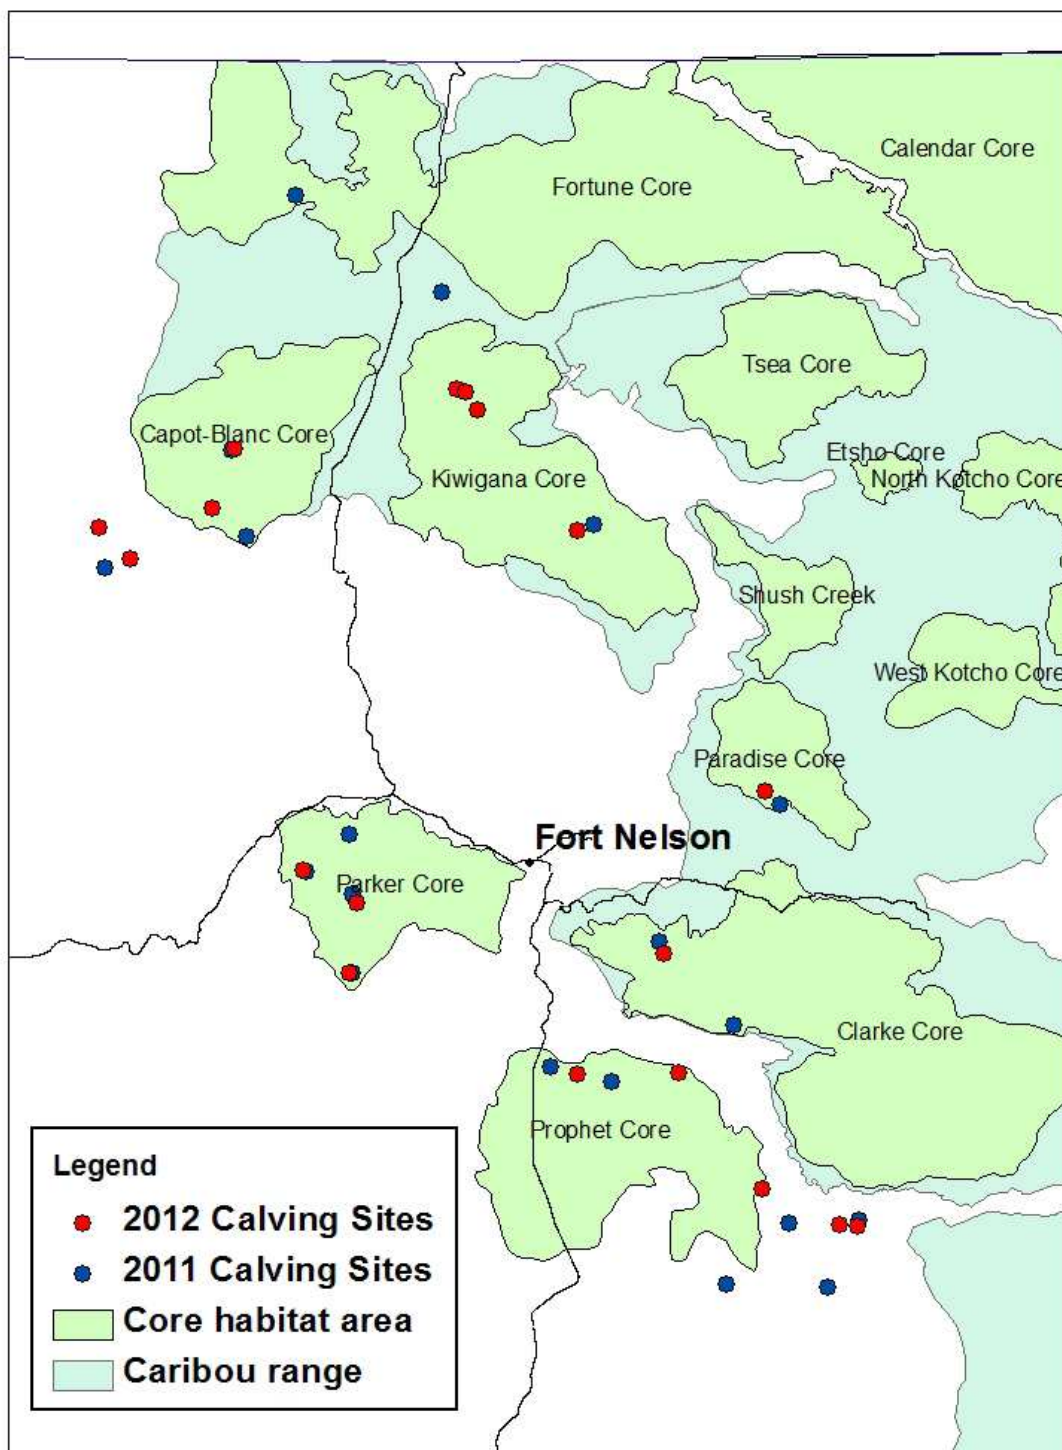 Calendar Core
Fortune Core
Tsea Core
Capot-Blanc Core
Etsho Core
Kiwigana Core
North Kotcho Core
Shush Creek
West Kotcho Core
Paradise Core
Fort Nelson
Parker Core
Clarke Core
Prophet Core
Legend
2012 Calving Sites
2011 Calving Sites
Core habitat area
Caribou range